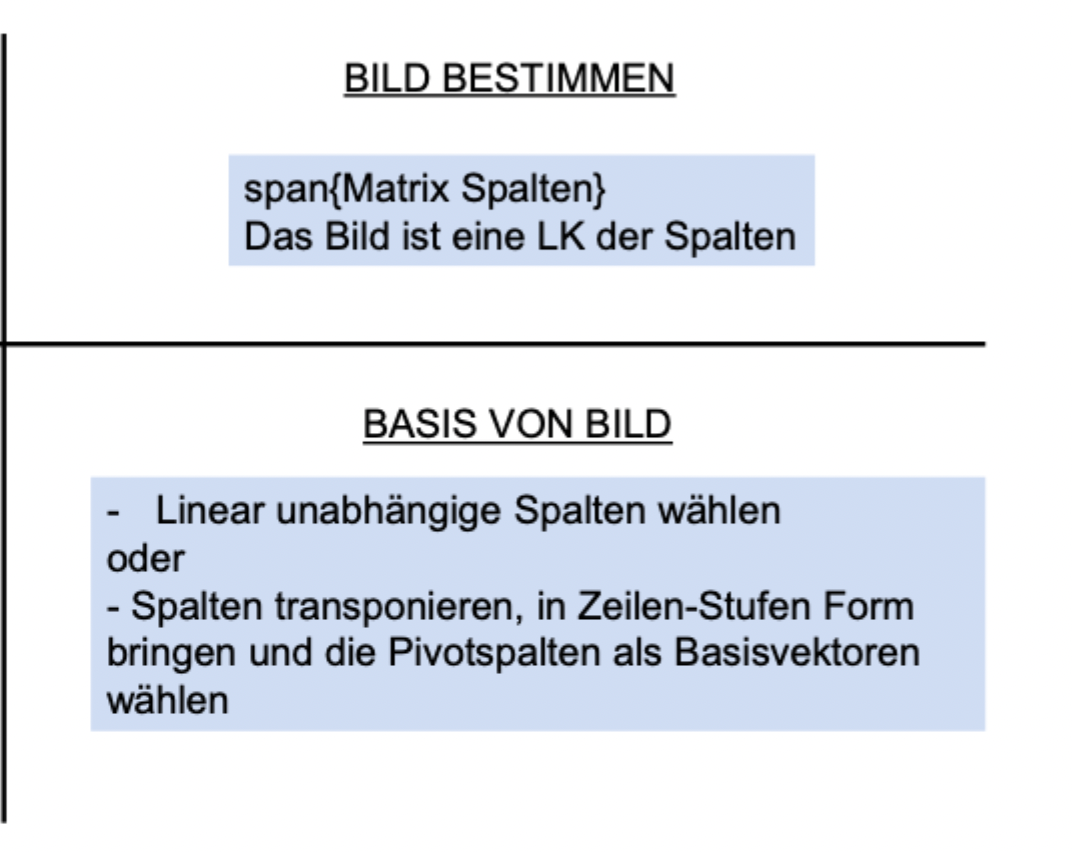 BILD BESTIMMEN
span{Matrix Spalten}
Das Bild ist eine LK der Spalten
BASIS VON BILD
- Linear unabhängige Spalten wählen
oder
- Spalten transponieren, in Zeilen-Stufen Form
bringen und die Pivotspalten als Basisvektoren
wählen